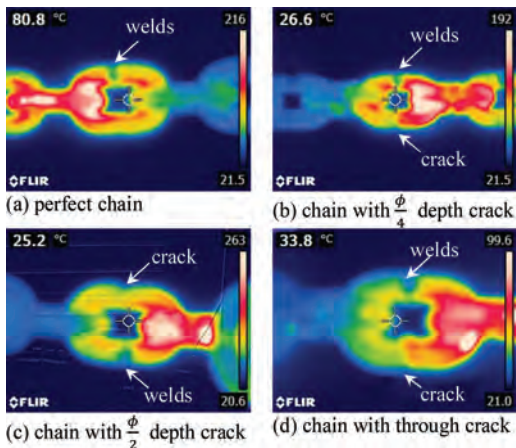 80.8 °C
216
welds
21.5
FLIR
(a) perfect chain
26.6 °C
192
welds
crack
21.5
FLIR
(b) chain with ϕ/4 depth crack
25.2 °C
263
crack
welds
20.6
FLIR
(c) chain with ϕ/2 depth crack
33.8 °C
99.6
welds
crack
21.0
FLIR
(d) chain with through crack